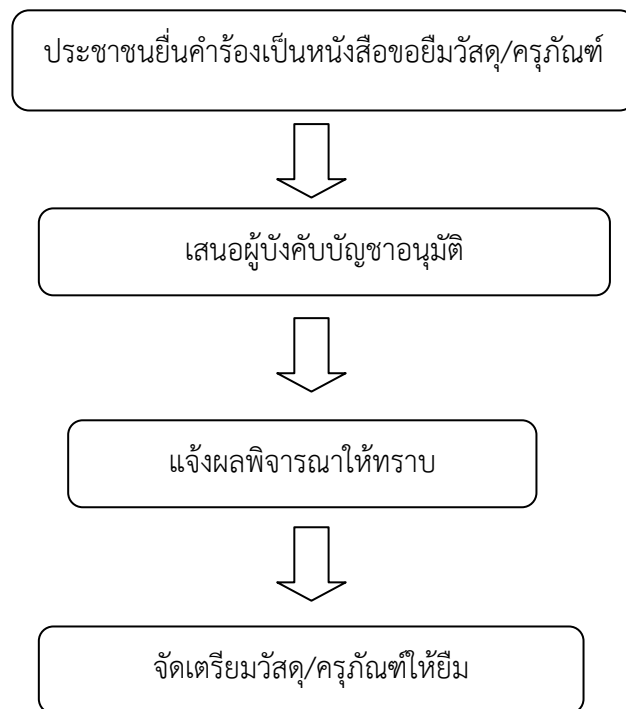 ประชาชนยื่นคำร้องเป็นหนังสือขอยืมวัสดุ/ครุภัณฑ์
เสนอผู้บังคับบัญชาอนุมัติ
แจ้งผลพิจารณาให้ทราบ
จัดเตรียมวัสดุ/ครุภัณฑ์ให้ยืม